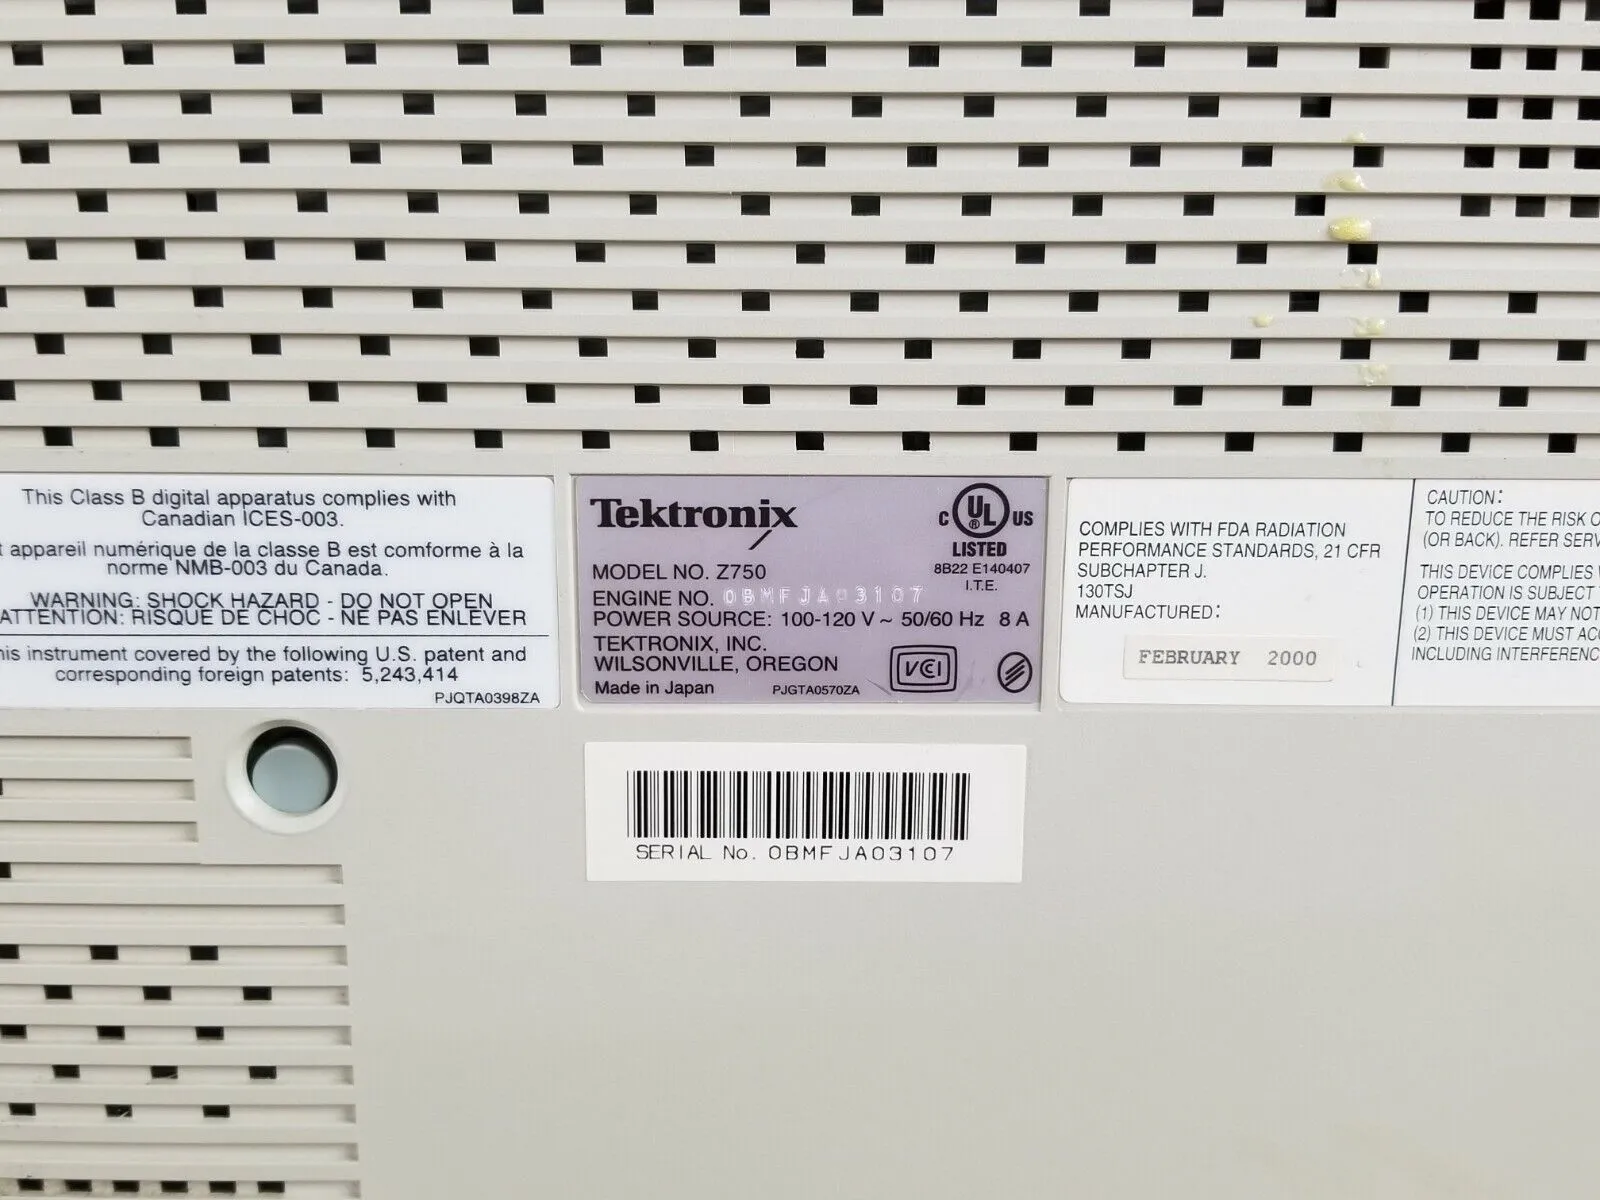 This Class B digital apparatus complies with
Canadian ICES-003.
appareil numérique de la classe B est comforme à la
norme NMB-003 du Canada.
WARNING: SHOCK HAZARD - DO NOT OPEN
ATTENTION: RISQUE DE CHOC - NE PAS ENLEVER
instrument covered by the following U.S. patent and
corresponding foreign patents: 5,243,414
PJQTA0398ZA
Tektronix
C UL ® US
LISTED
8B22 E140407
I.T.E.
MODEL NO. Z750
ENGINE NO. 0BMFJA03107
POWER SOURCE: 100-120 V ~ 50/60 Hz 8 A
TEKTRONIX, INC.
WILSONVILLE, OREGON
Made in Japan
PJGTA0570ZA
VCI
COMPLIES WITH FDA RADIATION
PERFORMANCE STANDARDS, 21 CFR
SUBCHAPTER J.
130TSJ
MANUFACTURED:
FEBRUARY 2000
CAUTION:
TO REDUCE THE RISK
(OR BACK). REFER
THIS DEVICE COMPLIES
OPERATION IS SUBJECT
(1) THIS DEVICE MAY NOT
(2) THIS DEVICE MUST
INCLUDING
SERIAL No. 0BMFJA03107